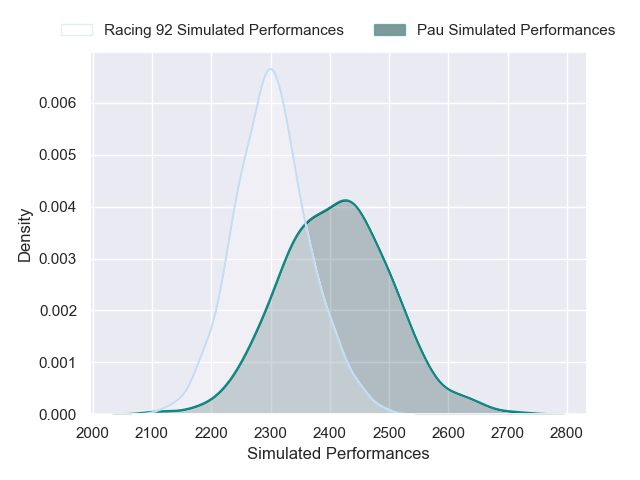 Racing 92 Simulated Performances Pau Simulated Performances
0.006
0.005
0.004
0.003
0.002
0.001
0.000
Density
2000 2100 2200 2300 2400 2500 2600 2700 2800
Simulated Performances